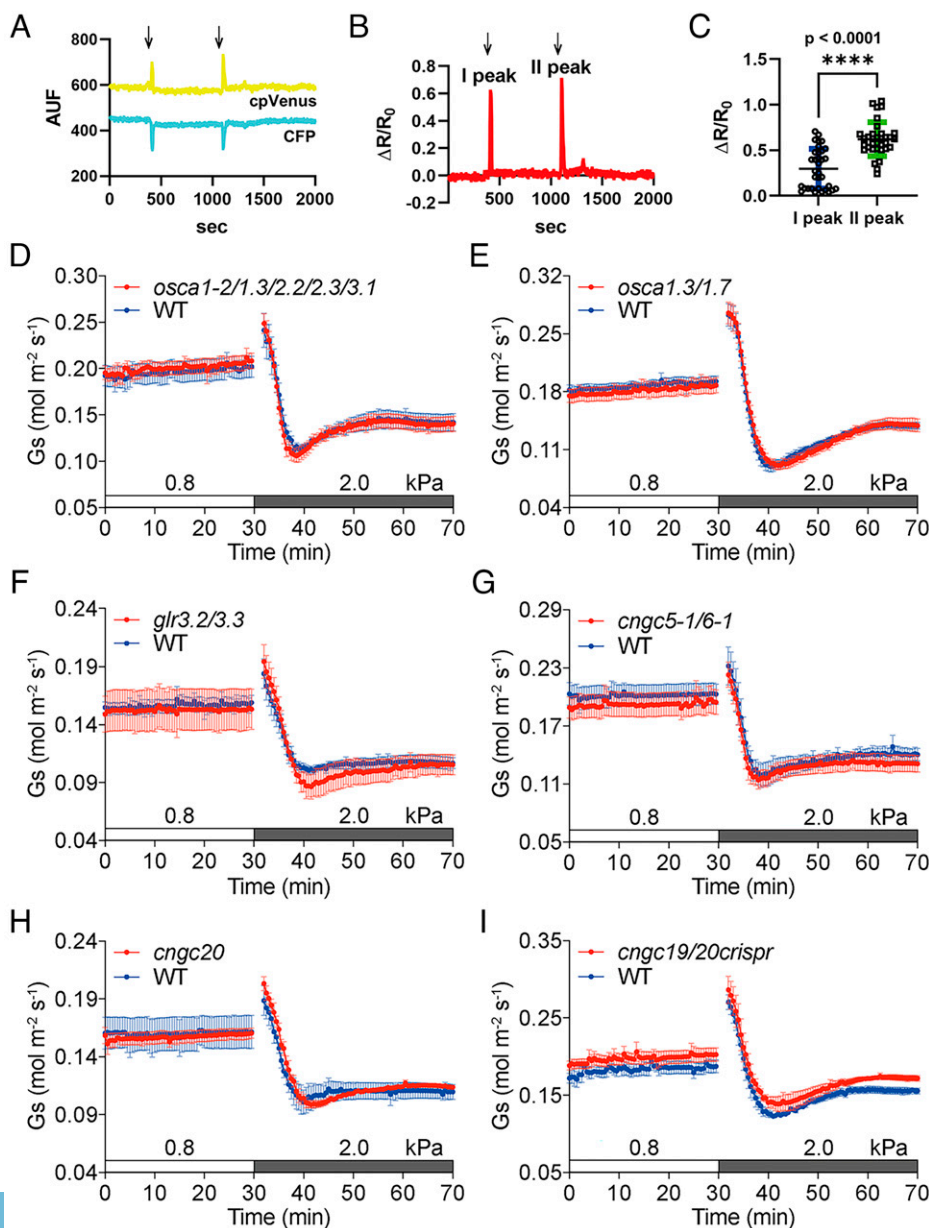 A
800
600
400
200
AUF
cpVenus
CFP
0 500 1000 1500 2000
sec
B
0.8
0.6
0.4
0.2
0.0
-0.2
ΔR/R0
I peak
II peak
500 1000 1500 2000
sec
C
p < 0.0001
****
1.5
1.0
0.5
0.0
ΔR/R0
I peak II peak
D
osca1-2/1.3/2.2/2.3/3.1
WT
0.30
0.25
0.20
0.15
0.10
0.05
Gs (mol m⁻² s⁻¹)
0.8 2.0 kPa
0 10 20 30 40 50 60 70
Time (min)
E
osca1.3/1.7
WT
0.32
0.25
0.18
0.11
0.04
Gs (mol m⁻² s⁻¹)
0.8 2.0 kPa
0 10 20 30 40 50 60 70
Time (min)
F
glr3.2/3.3
WT
0.24
0.19
0.14
0.09
0.04
Gs (mol m⁻² s⁻¹)
0.8 2.0 kPa
0 10 20 30 40 50 60 70
Time (min)
G
cngc5-1/6-1
WT
0.29
0.23
0.17
0.11
0.05
Gs (mol m⁻² s⁻¹)
0.8 2.0 kPa
0 10 20 30 40 50 60 70
Time (min)
H
cngc20
WT
0.24
0.19
0.14
0.09
0.04
Gs (mol m⁻² s⁻¹)
0.8 2.0 kPa
0 10 20 30 40 50 60 70
Time (min)
I
cngc19/20crispr
WT
0.35
0.25
0.15
0.05
Gs (mol m⁻² s⁻¹)
0.8 2.0 kPa
0 10 20 30 40 50 60 70
Time (min)